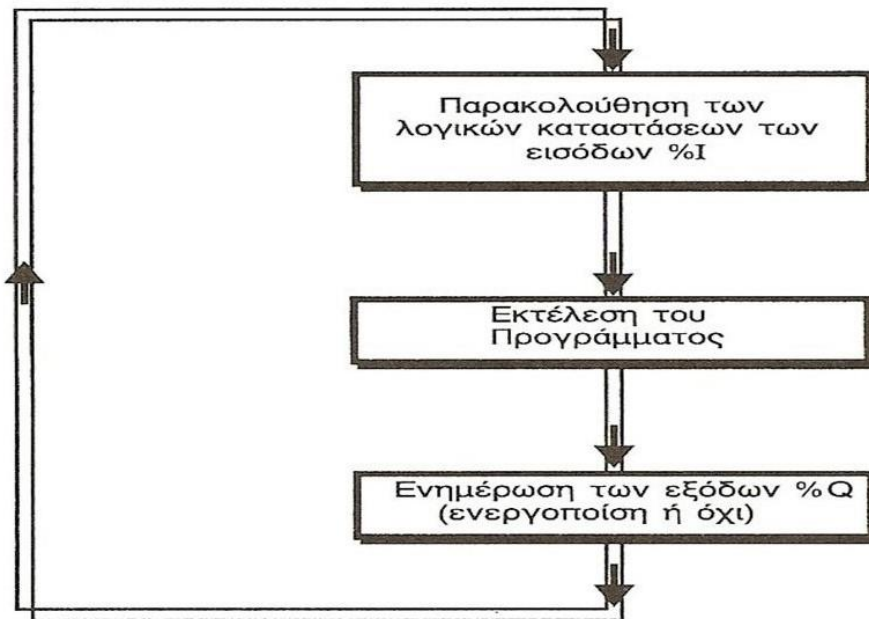 Παρακολούθηση των
λογικών καταστάσεων των
εισόδων %I
Εκτέλεση του
Προγράμματος
Ενημέρωση των εξόδων %Q
(ενεργοποίση ή όχι)